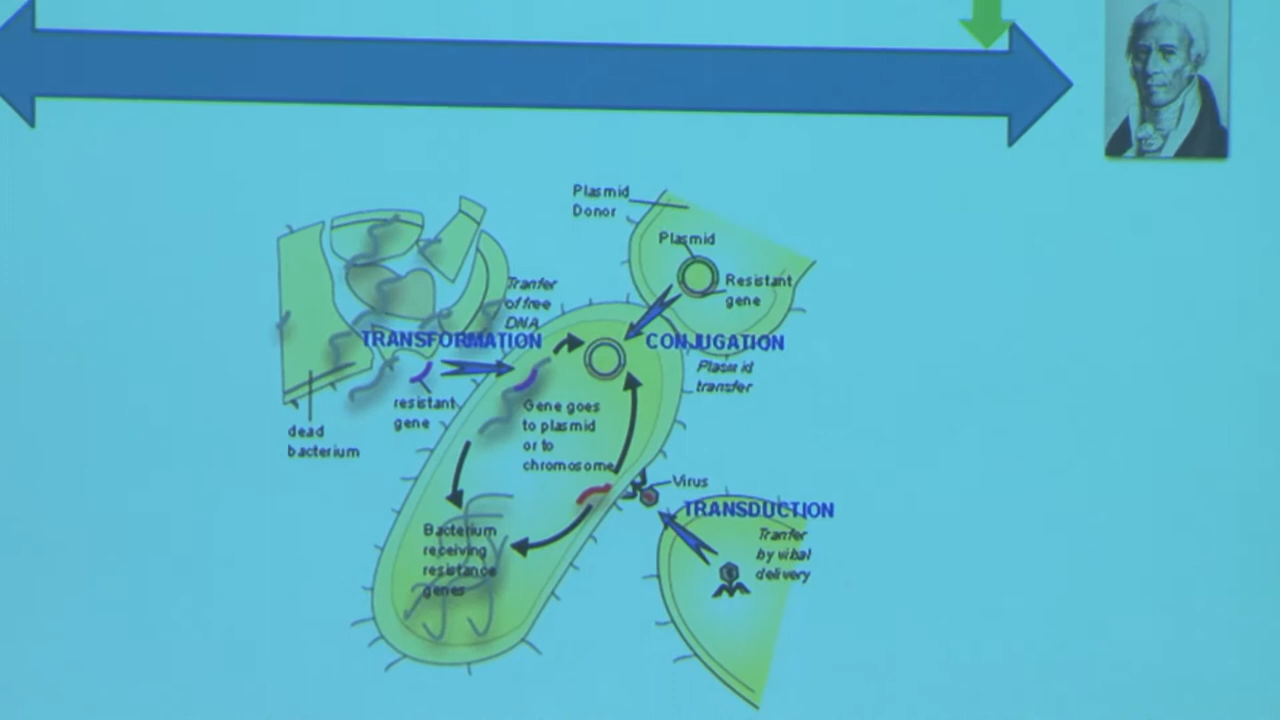 Plasmid
Donor
Plasmid
Resistant
gene
Tranfer
of free
DNA
TRANSFORMATION
CONJUGATION
Plasmid
transfer
resistant
gene
Gene goes
to plasmid
or to
chromosome
dead
bacterium
Virus
TRANSDUCTION
Tranfer
by vibal
delivery
Bacterium
receiving
resistance
genes